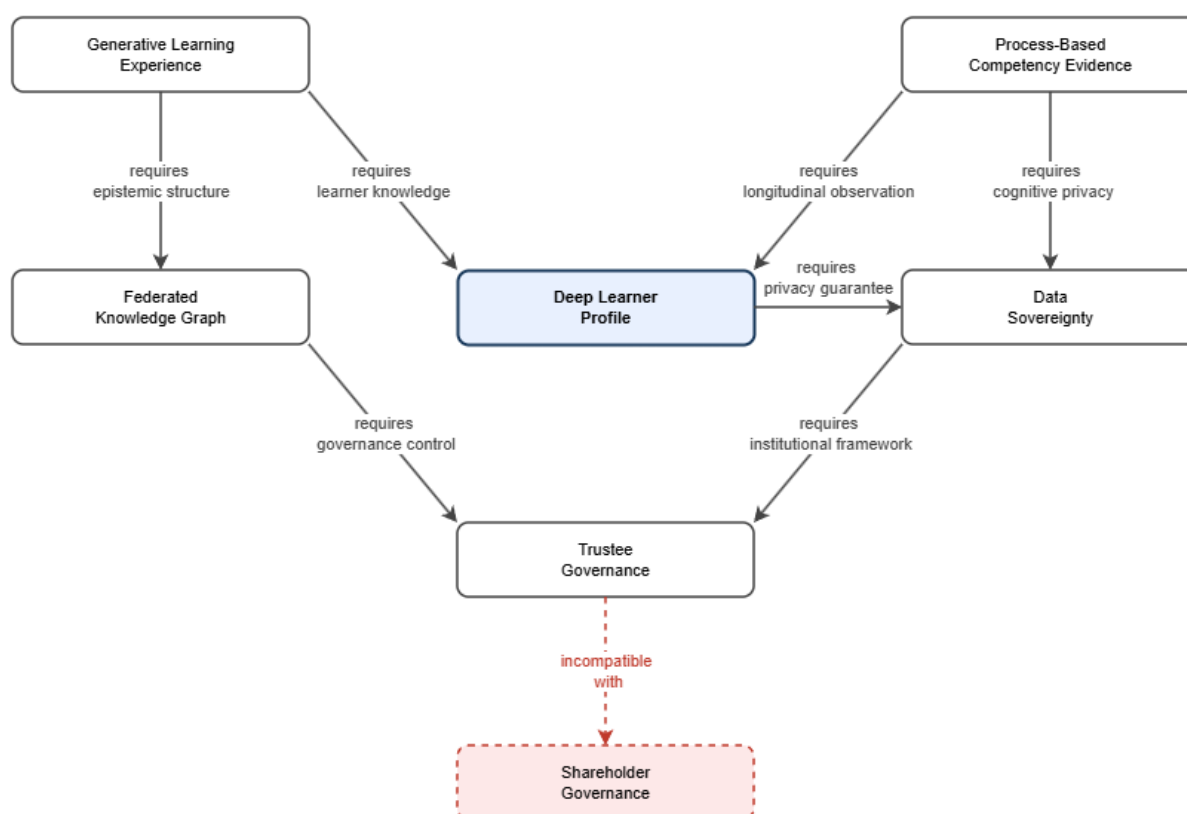 Generative Learning
Experience
Process-Based
Competency Evidence
requires
epistemic structure
requires
learner knowledge
requires
longitudinal observation
requires
cognitive privacy
Federated
Knowledge Graph
Deep Learner
Profile
requires
privacy guarantee
Data
Sovereignty
requires
governance control
requires
institutional framework
Trustee
Governance
incompatible
with
Shareholder
Governance